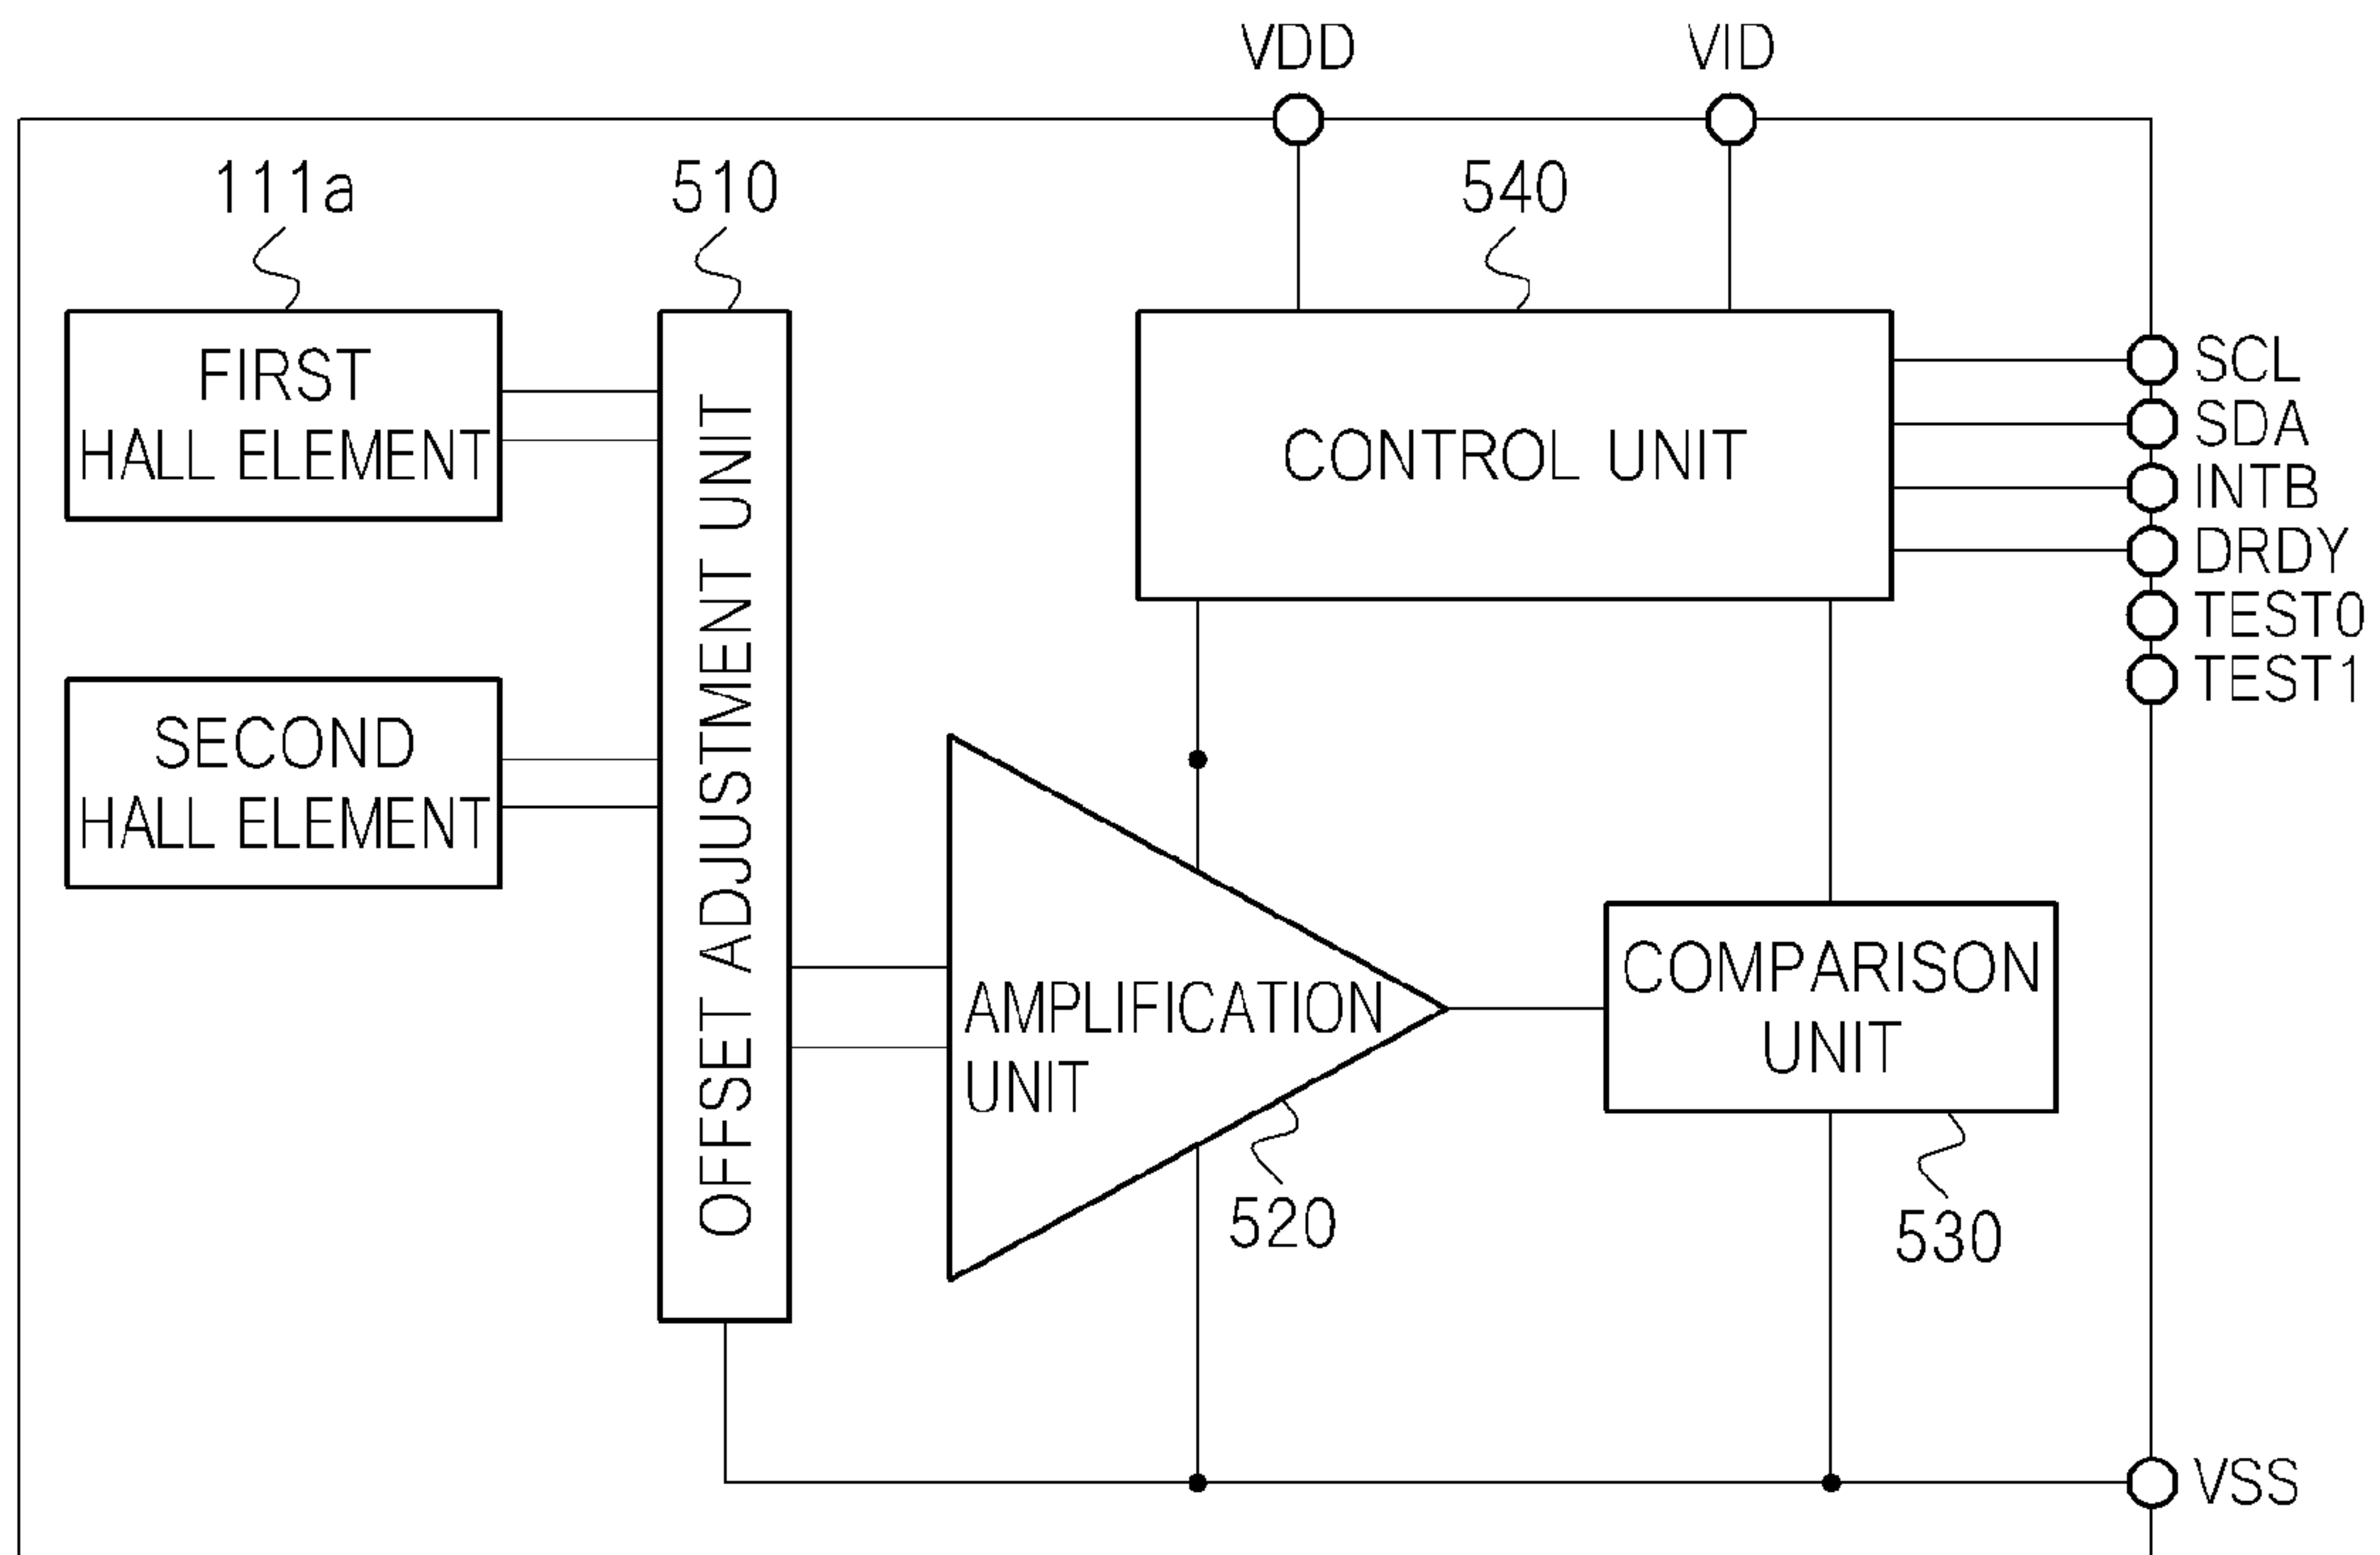 VDD
VID
111a
510
540
FIRST
HALL ELEMENT
SECOND
HALL ELEMENT
OFFSET ADJUSTMENT UNIT
CONTROL UNIT
SCL
SDA
INTB
DRDY
TEST0
TEST1
AMPLIFICATION
UNIT
COMPARISON
UNIT
520
530
VSS